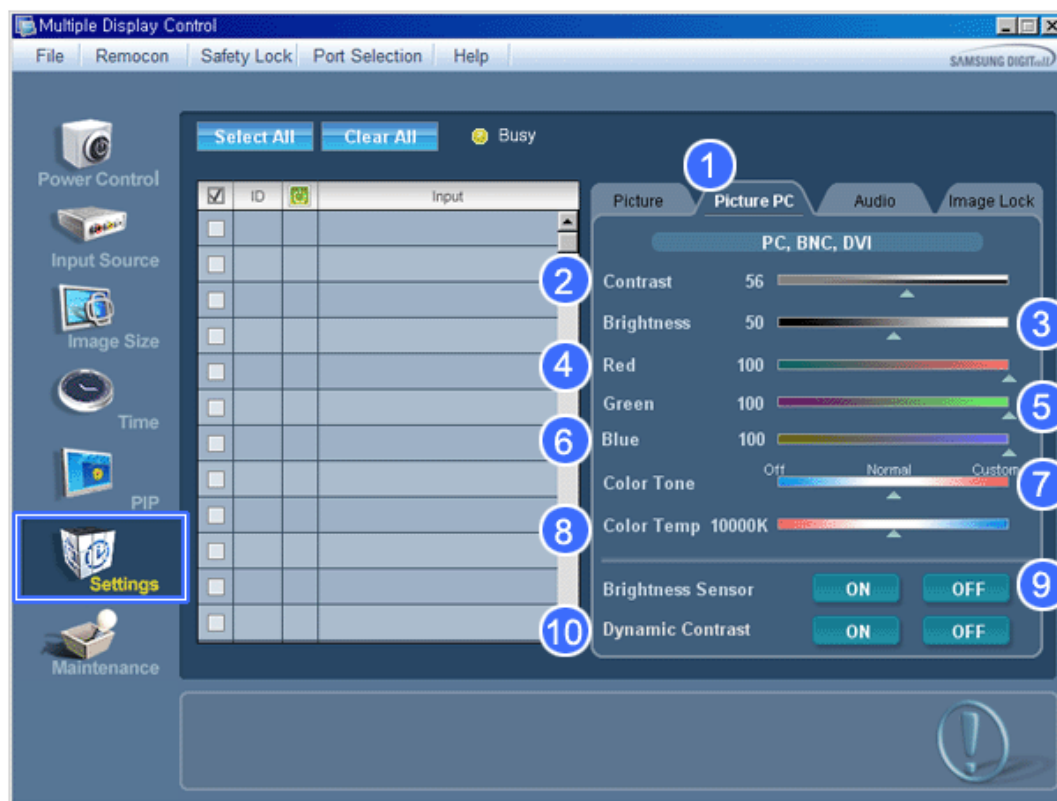 Multiple Display Control
File Remocon Safety Lock Port Selection Help
SAMSUNG DIGITall
Select All Clear All Busy
Power Control
Input Source
Image Size
Time
PIP
Settings
Maintenance
ID Input
1
Picture Picture PC Audio Image Lock
PC, BNC, DVI
2 Contrast 56
Brightness 50 3
4 Red 100
Green 100 5
6 Blue 100
Off Normal Custom
Color Tone 7
8 Color Temp 10000K
Brightness Sensor ON OFF 9
10 Dynamic Contrast ON OFF